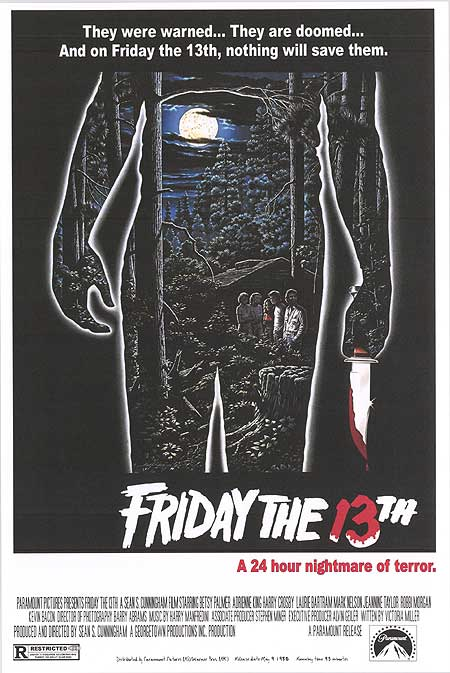 They were warned... They are doomed...
And on Friday the 13th, nothing will save them.
FRIDAY THE 13TH
A 24 hour nightmare of terror.
PARAMOUNT PICTURES PRESENTS FRIDAY THE 13TH A SEAN S. CUNNINGHAM FILM STARRING BETSY PALMER ADRIENNE KING HARRY CROSBY LAURIE BARTRAM MARK NELSON JEANNINE TAYLOR ROBBI MORGAN
KEVIN BACON DIRECTOR OF PHOTOGRAPHY BARRY ABRAMS MUSIC BY HARRY MANFREDINI ASSOCIATE PRODUCER STEPHEN MINER EXECUTIVE PRODUCER ALVIN GEILER WRITTEN BY VICTORIA MILLER
PRODUCED AND DIRECTED BY SEAN S. CUNNINGHAM A GEORGETOWN PRODUCTIONS INC. PRODUCTION
A PARAMOUNT RELEASE
R RESTRICTED
Paramount
Distributed by Paramount Pictures Release date May 9 1980 Running time 95 minutes